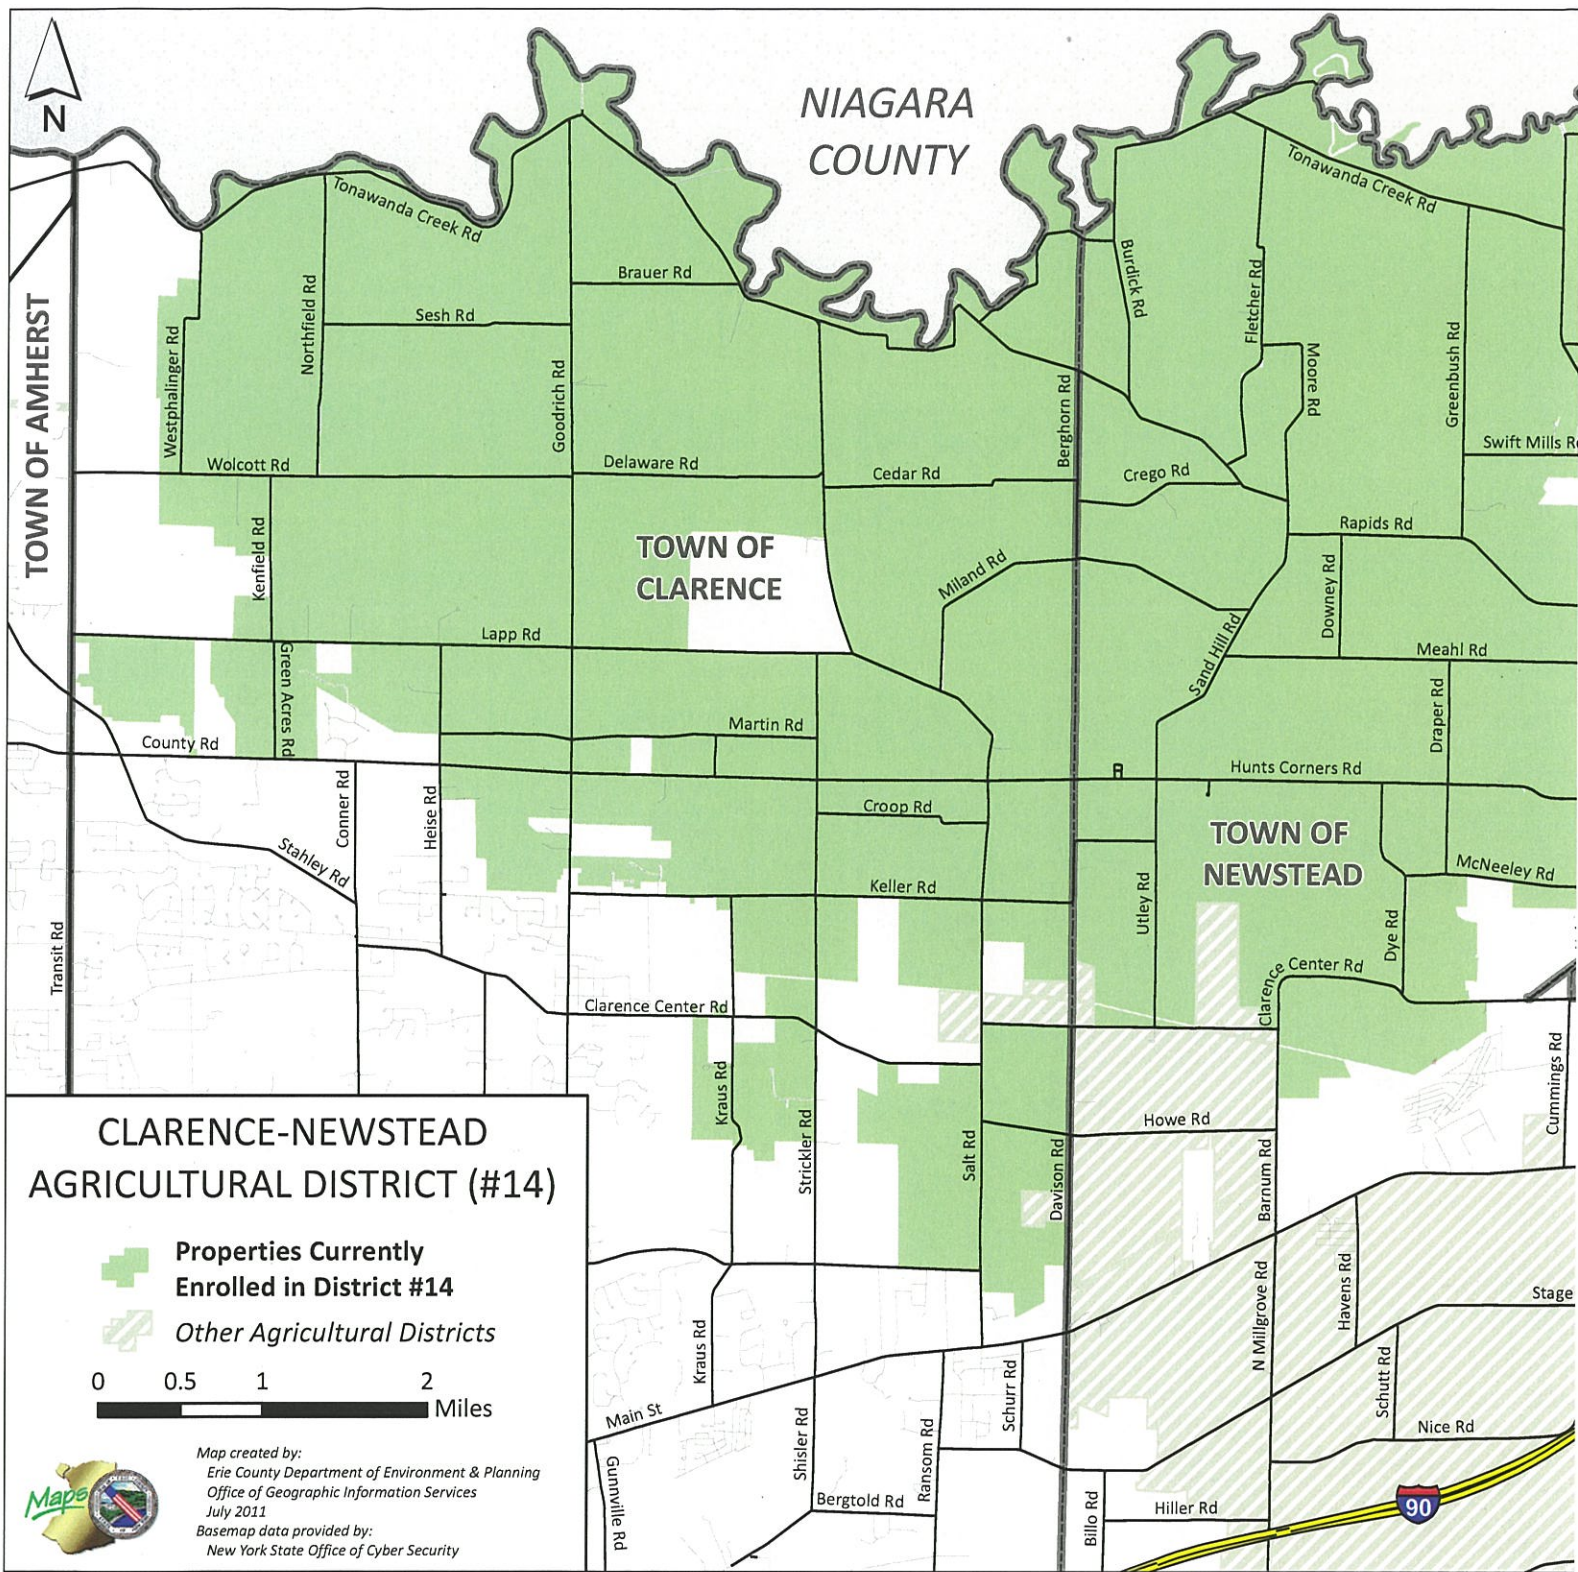 N
NIAGARA
COUNTY
Tonawanda Creek Rd
Tonawanda Creek Rd
Brauer Rd
Burdick Rd
Fletcher Rd
Northfield Rd
Sesh Rd
TOWN OF AMHERST
Westphalinger Rd
Goodrich Rd
Moore Rd
Greenbush Rd
Berghorn Rd
Swift Mills R
Wolcott Rd
Delaware Rd
Cedar Rd
Crego Rd
Rapids Rd
Kenfield Rd
TOWN OF
CLARENCE
Miland Rd
Downey Rd
Lapp Rd
Sand Hill Rd
Meahl Rd
Green Acres Rd
Draper Rd
Martin Rd
County Rd
Hunts Corners Rd
Conner Rd
Heise Rd
Croop Rd
TOWN OF
NEWSTEAD
Stahley Rd
McNeeley Rd
Keller Rd
Utley Rd
Dye Rd
Transit Rd
Clarence Center Rd
Clarence Center Rd
Kraus Rd
Cummings Rd
Strickler Rd
Salt Rd
Howe Rd
Davison Rd
Barnum Rd
N Millgrove Rd
Havens Rd
Stage
Kraus Rd
Schurr Rd
Schutt Rd
Main St
Nice Rd
Gunnville Rd
Shisler Rd
Ransom Rd
Bergtold Rd
Billo Rd
Hiller Rd
90
CLARENCE-NEWSTEAD
AGRICULTURAL DISTRICT (#14)
Properties Currently
Enrolled in District #14
Other Agricultural Districts
0 0.5 1 2
Miles
Maps
Map created by:
Erie County Department of Environment & Planning
Office of Geographic Information Services
July 2011
Basemap data provided by:
New York State Office of Cyber Security